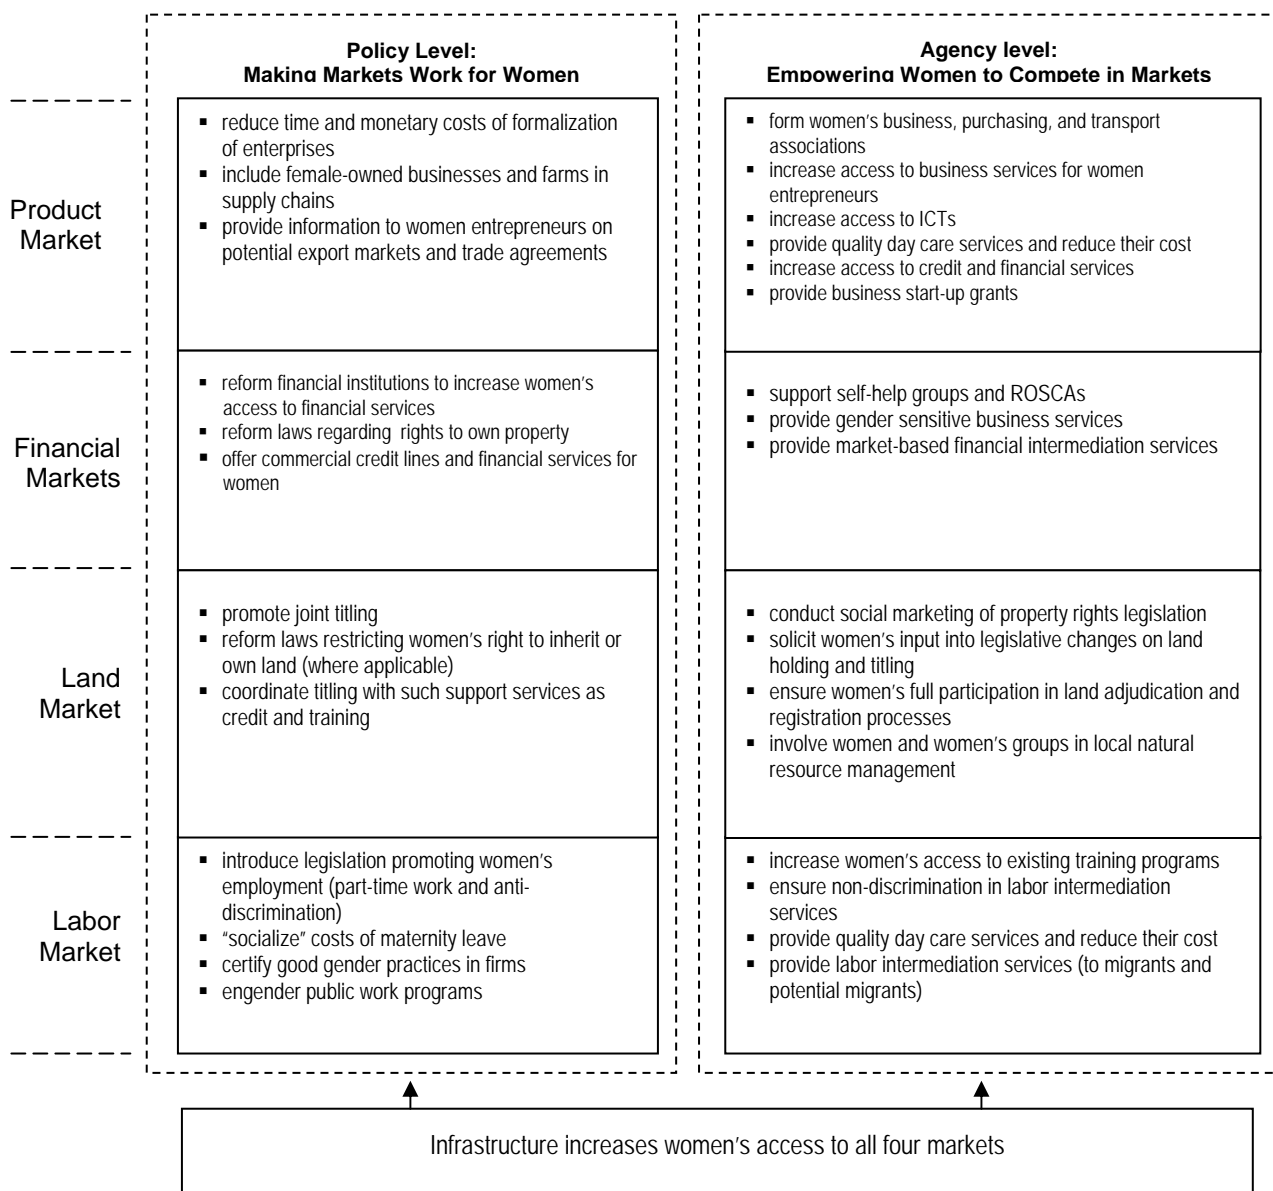 Policy Level:
Making Markets Work for Women
Agency level:
Empowering Women to Compete in Markets
Product
Market
▪ reduce time and monetary costs of formalization
of enterprises
▪ include female-owned businesses and farms in
supply chains
▪ provide information to women entrepreneurs on
potential export markets and trade agreements
▪ form women's business, purchasing, and transport
associations
▪ increase access to business services for women
entrepreneurs
▪ increase access to ICTs
▪ provide quality day care services and reduce their cost
▪ increase access to credit and financial services
▪ provide business start-up grants
Financial
Markets
▪ reform financial institutions to increase women's
access to financial services
▪ reform laws regarding rights to own property
▪ offer commercial credit lines and financial services for
women
▪ support self-help groups and ROSCAs
▪ provide gender sensitive business services
▪ provide market-based financial intermediation services
Land
Market
▪ promote joint titling
▪ reform laws restricting women's right to inherit or
own land (where applicable)
▪ coordinate titling with such support services as
credit and training
▪ conduct social marketing of property rights legislation
▪ solicit women's input into legislative changes on land
holding and titling
▪ ensure women's full participation in land adjudication and
registration processes
▪ involve women and women's groups in local natural
resource management
Labor
Market
▪ introduce legislation promoting women's
employment (part-time work and anti-
discrimination)
▪ "socialize" costs of maternity leave
▪ certify good gender practices in firms
▪ engender public work programs
▪ increase women's access to existing training programs
▪ ensure non-discrimination in labor intermediation
services
▪ provide quality day care services and reduce their cost
▪ provide labor intermediation services (to migrants and
potential migrants)
Infrastructure increases women's access to all four markets